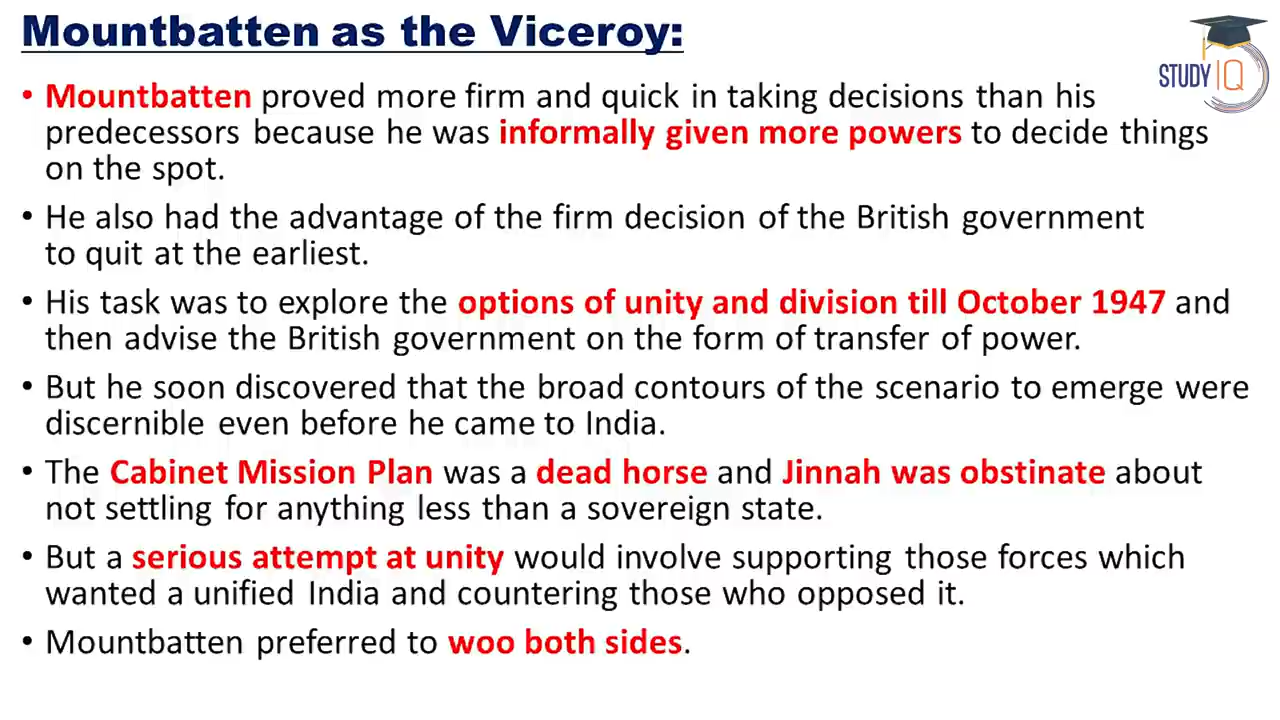 Mountbatten as the Viceroy:
STUDY IQ
• Mountbatten proved more firm and quick in taking decisions than his
predecessors because he was informally given more powers to decide things
on the spot.
• He also had the advantage of the firm decision of the British government
to quit at the earliest.
• His task was to explore the options of unity and division till October 1947 and
then advise the British government on the form of transfer of power.
• But he soon discovered that the broad contours of the scenario to emerge were
discernible even before he came to India.
• The Cabinet Mission Plan was a dead horse and Jinnah was obstinate about
not settling for anything less than a sovereign state.
• But a serious attempt at unity would involve supporting those forces which
wanted a unified India and countering those who opposed it.
• Mountbatten preferred to woo both sides.